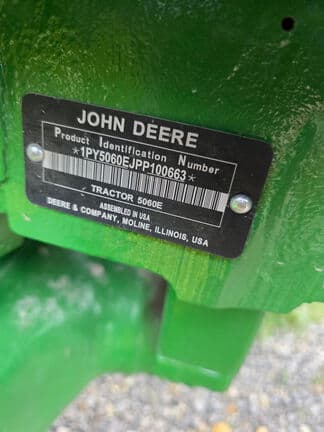 JOHN DEERE
Product Identification Number
*1PY5060EJPP100663*
TRACTOR 5060E
ASSEMBLED IN USA
DEERE & COMPANY, MOLINE, ILLINOIS, USA